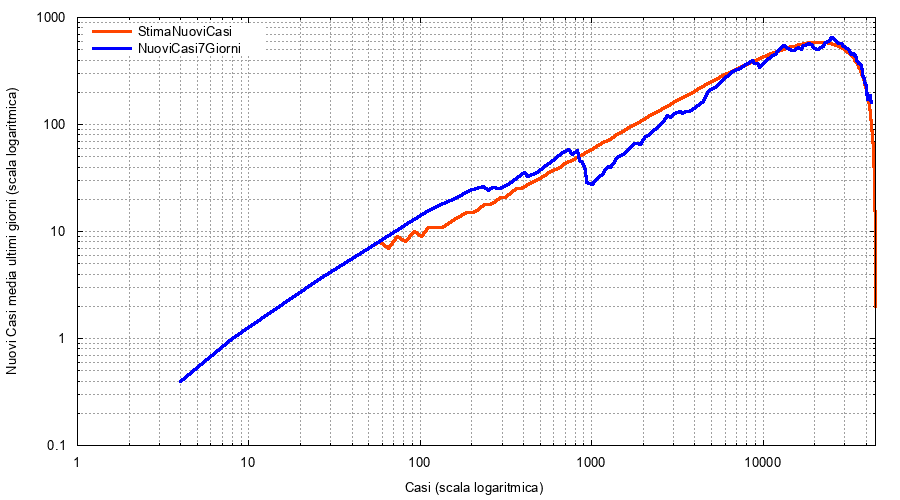 1000
100
10
1
0.1
StimaNuoviCasi
NuoviCasi7Giorni
Nuovi Casi media ultimi giorni (scala logaritmica)
1 10 100 1000 10000
Casi (scala logaritmica)